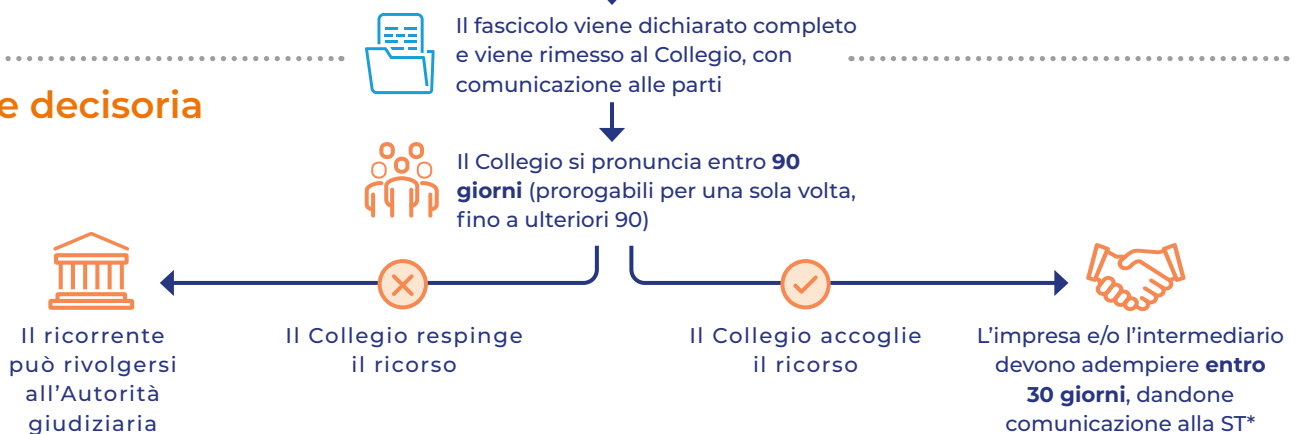 Il fascicolo viene dichiarato completo
e viene rimesso al Collegio, con
comunicazione alle parti
e decisoria
Il Collegio si pronuncia entro 90
giorni (prorogabili per una sola volta,
fino a ulteriori 90)
Il ricorrente
può rivolgersi
all'Autorità
giudiziaria
Il Collegio respinge
il ricorso
Il Collegio accoglie
il ricorso
L'impresa e/o l'intermediario
devono adempiere entro
30 giorni, dandone
comunicazione alla ST*